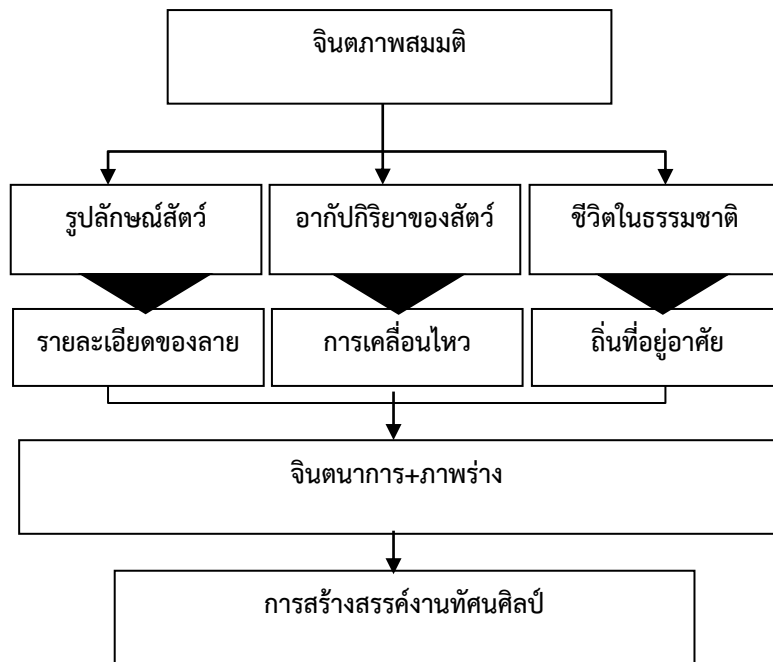 จินตภาพสมมติ
รูปลักษณ์สัตว์
อากัปกิริยาของสัตว์
ชีวิตในธรรมชาติ
รายละเอียดของลาย
การเคลื่อนไหว
ถิ่นที่อยู่อาศัย
จินตนาการ+ภาพร่าง
การสร้างสรรค์งานทัศนศิลป์